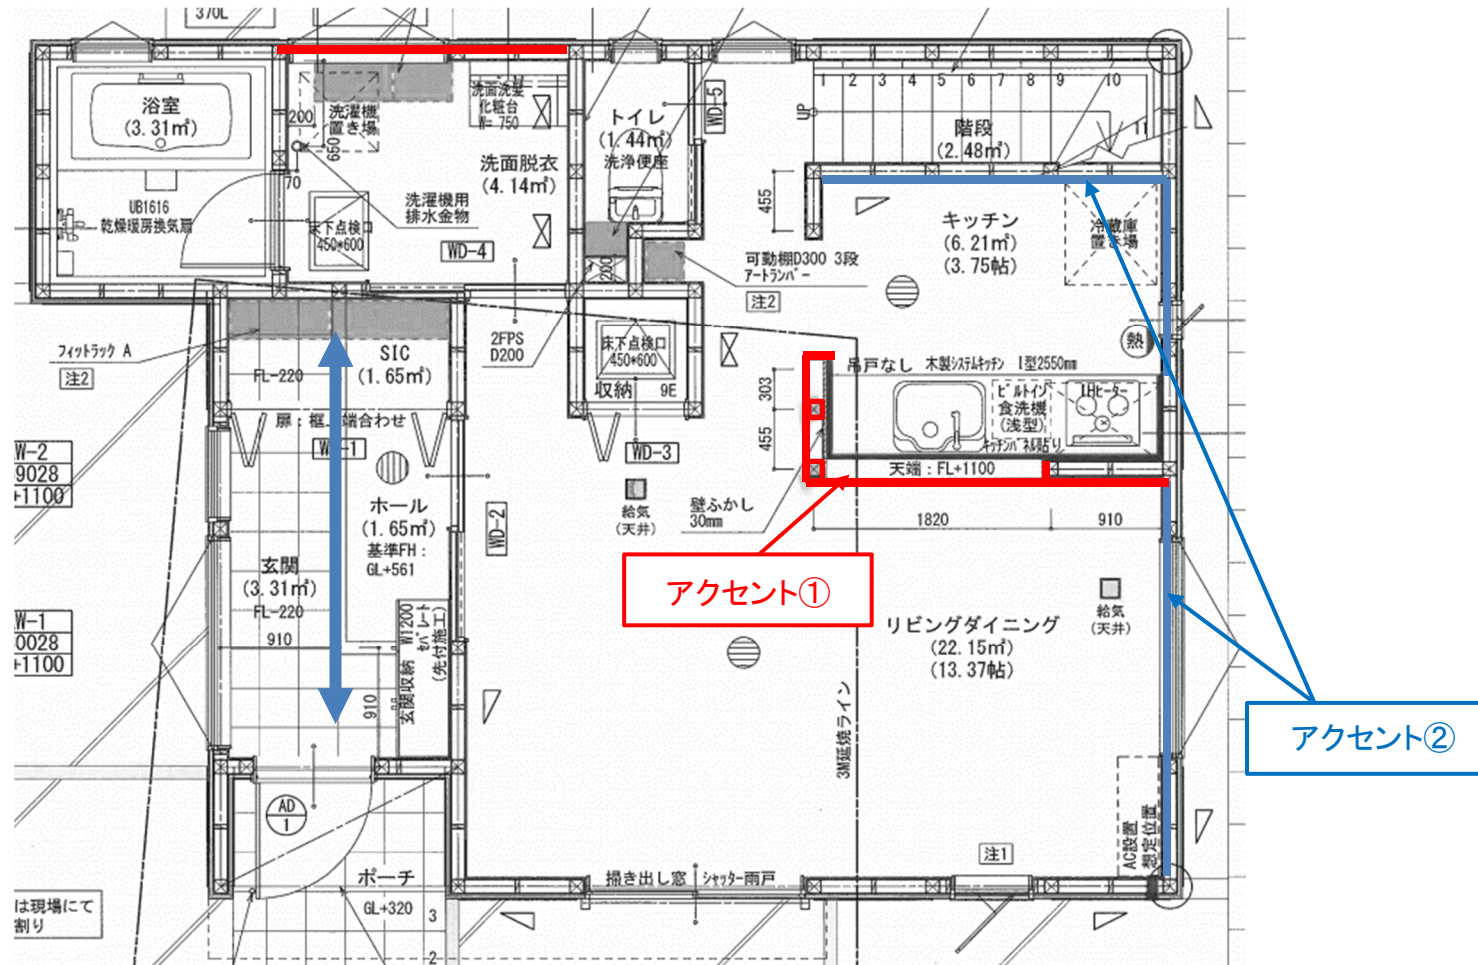 370L
浴室
(3.31㎡)
UB1616
乾燥暖房換気扇
洗濯機
置き場
200
650
70
洗面洗髪
化粧台
W= 750
洗面脱衣
(4.14㎡)
洗濯機用
排水金物
床下点検口
450*600
WD-4
トイレ
(1.44㎡)
洗浄便座
WD-5
UP
1 2 3 4 5 6 7 8 9 10
11
階段
(2.48㎡)
455
キッチン
(6.21㎡)
(3.75帖)
冷蔵庫
置き場
可動棚D300 3段
アートランバー
注2
200
熱
フィットラック A
注2
SIC
(1.65㎡)
FL-220
2FPS
D200
床下点検口
450*600
収納 9E
303
455
吊戸なし 木製システムキッチン I型2550mm
ビルトイン
食洗機
(浅型)
IHヒーター
キッチンパネル貼り
天端：FL+1100
扉：框
端合わせ
WD-3
W-2
9028
+1100
ホール
(1.65㎡)
基準FH：
GL+561
WD-2
給気
(天井)
壁ふかし
30mm
1820
910
アクセント①
玄関
(3.31㎡)
FL-220
910
910
玄関収納 W1200
セパレート
(先付施工)
W-1
0028
+1100
リビングダイニング
(22.15㎡)
(13.37帖)
給気
(天井)
3M延焼ライン
アクセント②
AC設置
想定位置
AD
1
注1
ポーチ
GL+320
3
2
掃き出し窓 シャッター雨戸
は現場にて
割り